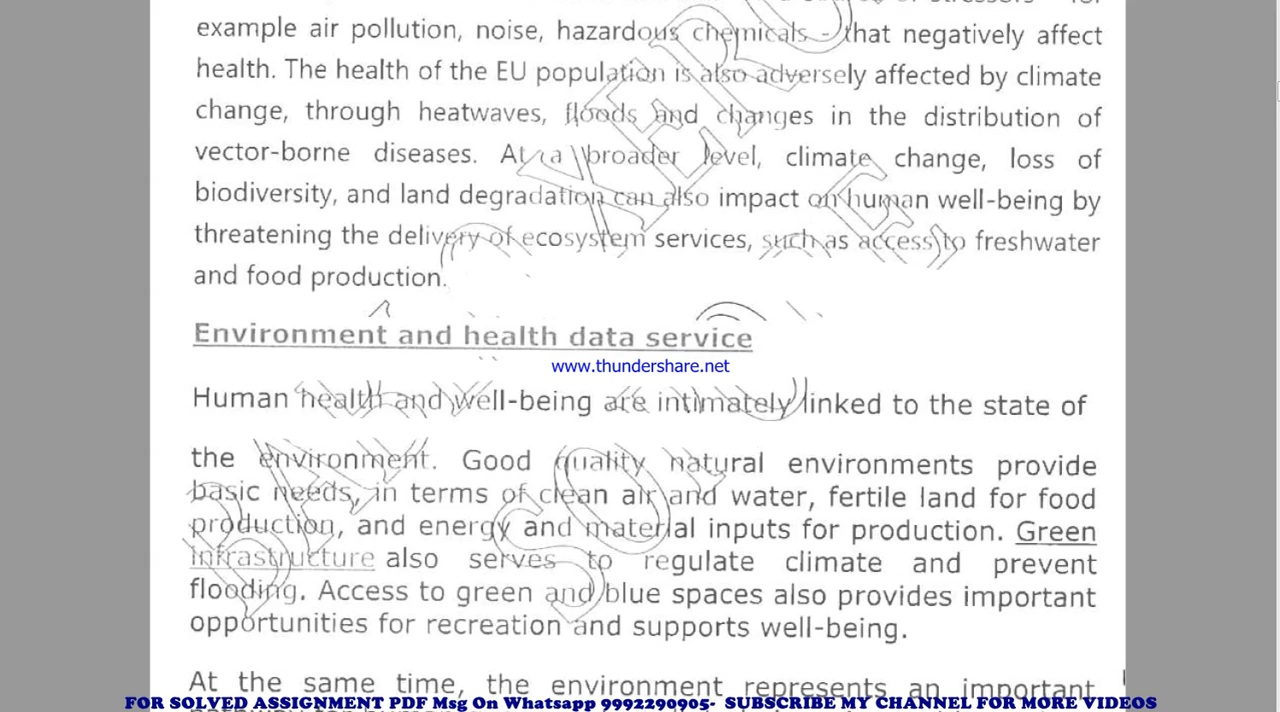 example air pollution, noise, hazardous chemicals - that negatively affect
health. The health of the EU population is also adversely affected by climate
change, through heatwaves, floods and changes in the distribution of
vector-borne diseases. At a broader level, climate change, loss of
biodiversity, and land degradation can also impact on human well-being by
threatening the delivery of ecosystem services, such as access to freshwater
and food production.
Environment and health data service
www.thundershare.net
Human health and well-being are intimately linked to the state of
the environment. Good quality natural environments provide
basic needs, in terms of clean air and water, fertile land for food
production, and energy and material inputs for production. Green
infrastructure also serves to regulate climate and prevent
flooding. Access to green and blue spaces also provides important
opportunities for recreation and supports well-being.
At the same time, the environment represents an important
FOR SOLVED ASSIGNMENT PDF Msg On Whatsapp 9992290905- SUBSCRIBE MY CHANNEL FOR MORE VIDEOS